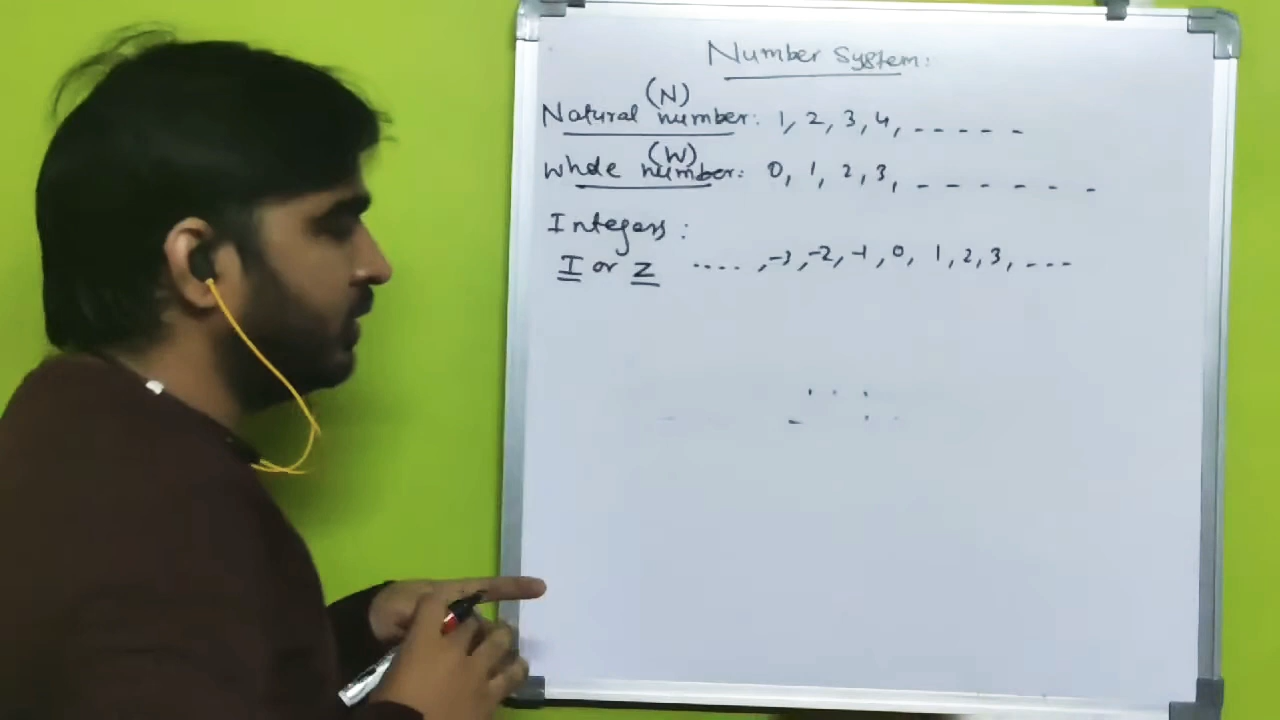 Number System:
(N)
Natural number: 1, 2, 3, 4, - - - - -
(W)
Whole number: 0, 1, 2, 3, - - - - - -
Integers:
I or Z ...., -3, -2, -1, 0, 1, 2, 3, - - -